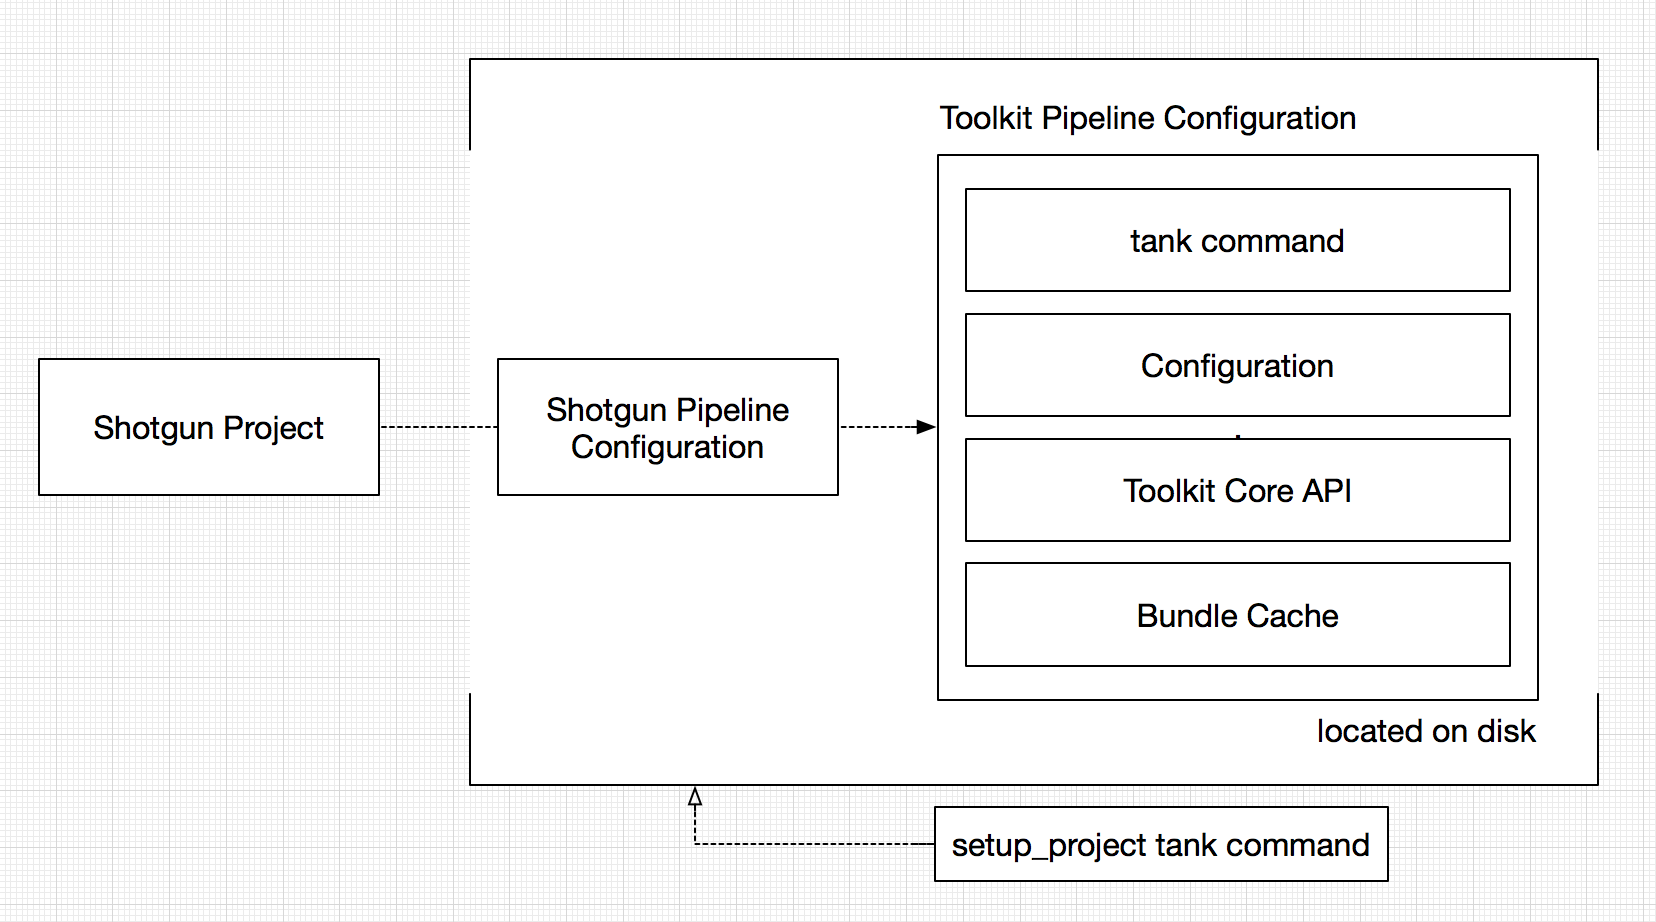 Toolkit Pipeline Configuration
tank command
Configuration
Shotgun Project
Shotgun Pipeline
Configuration
Toolkit Core API
Bundle Cache
located on disk
setup_project tank command